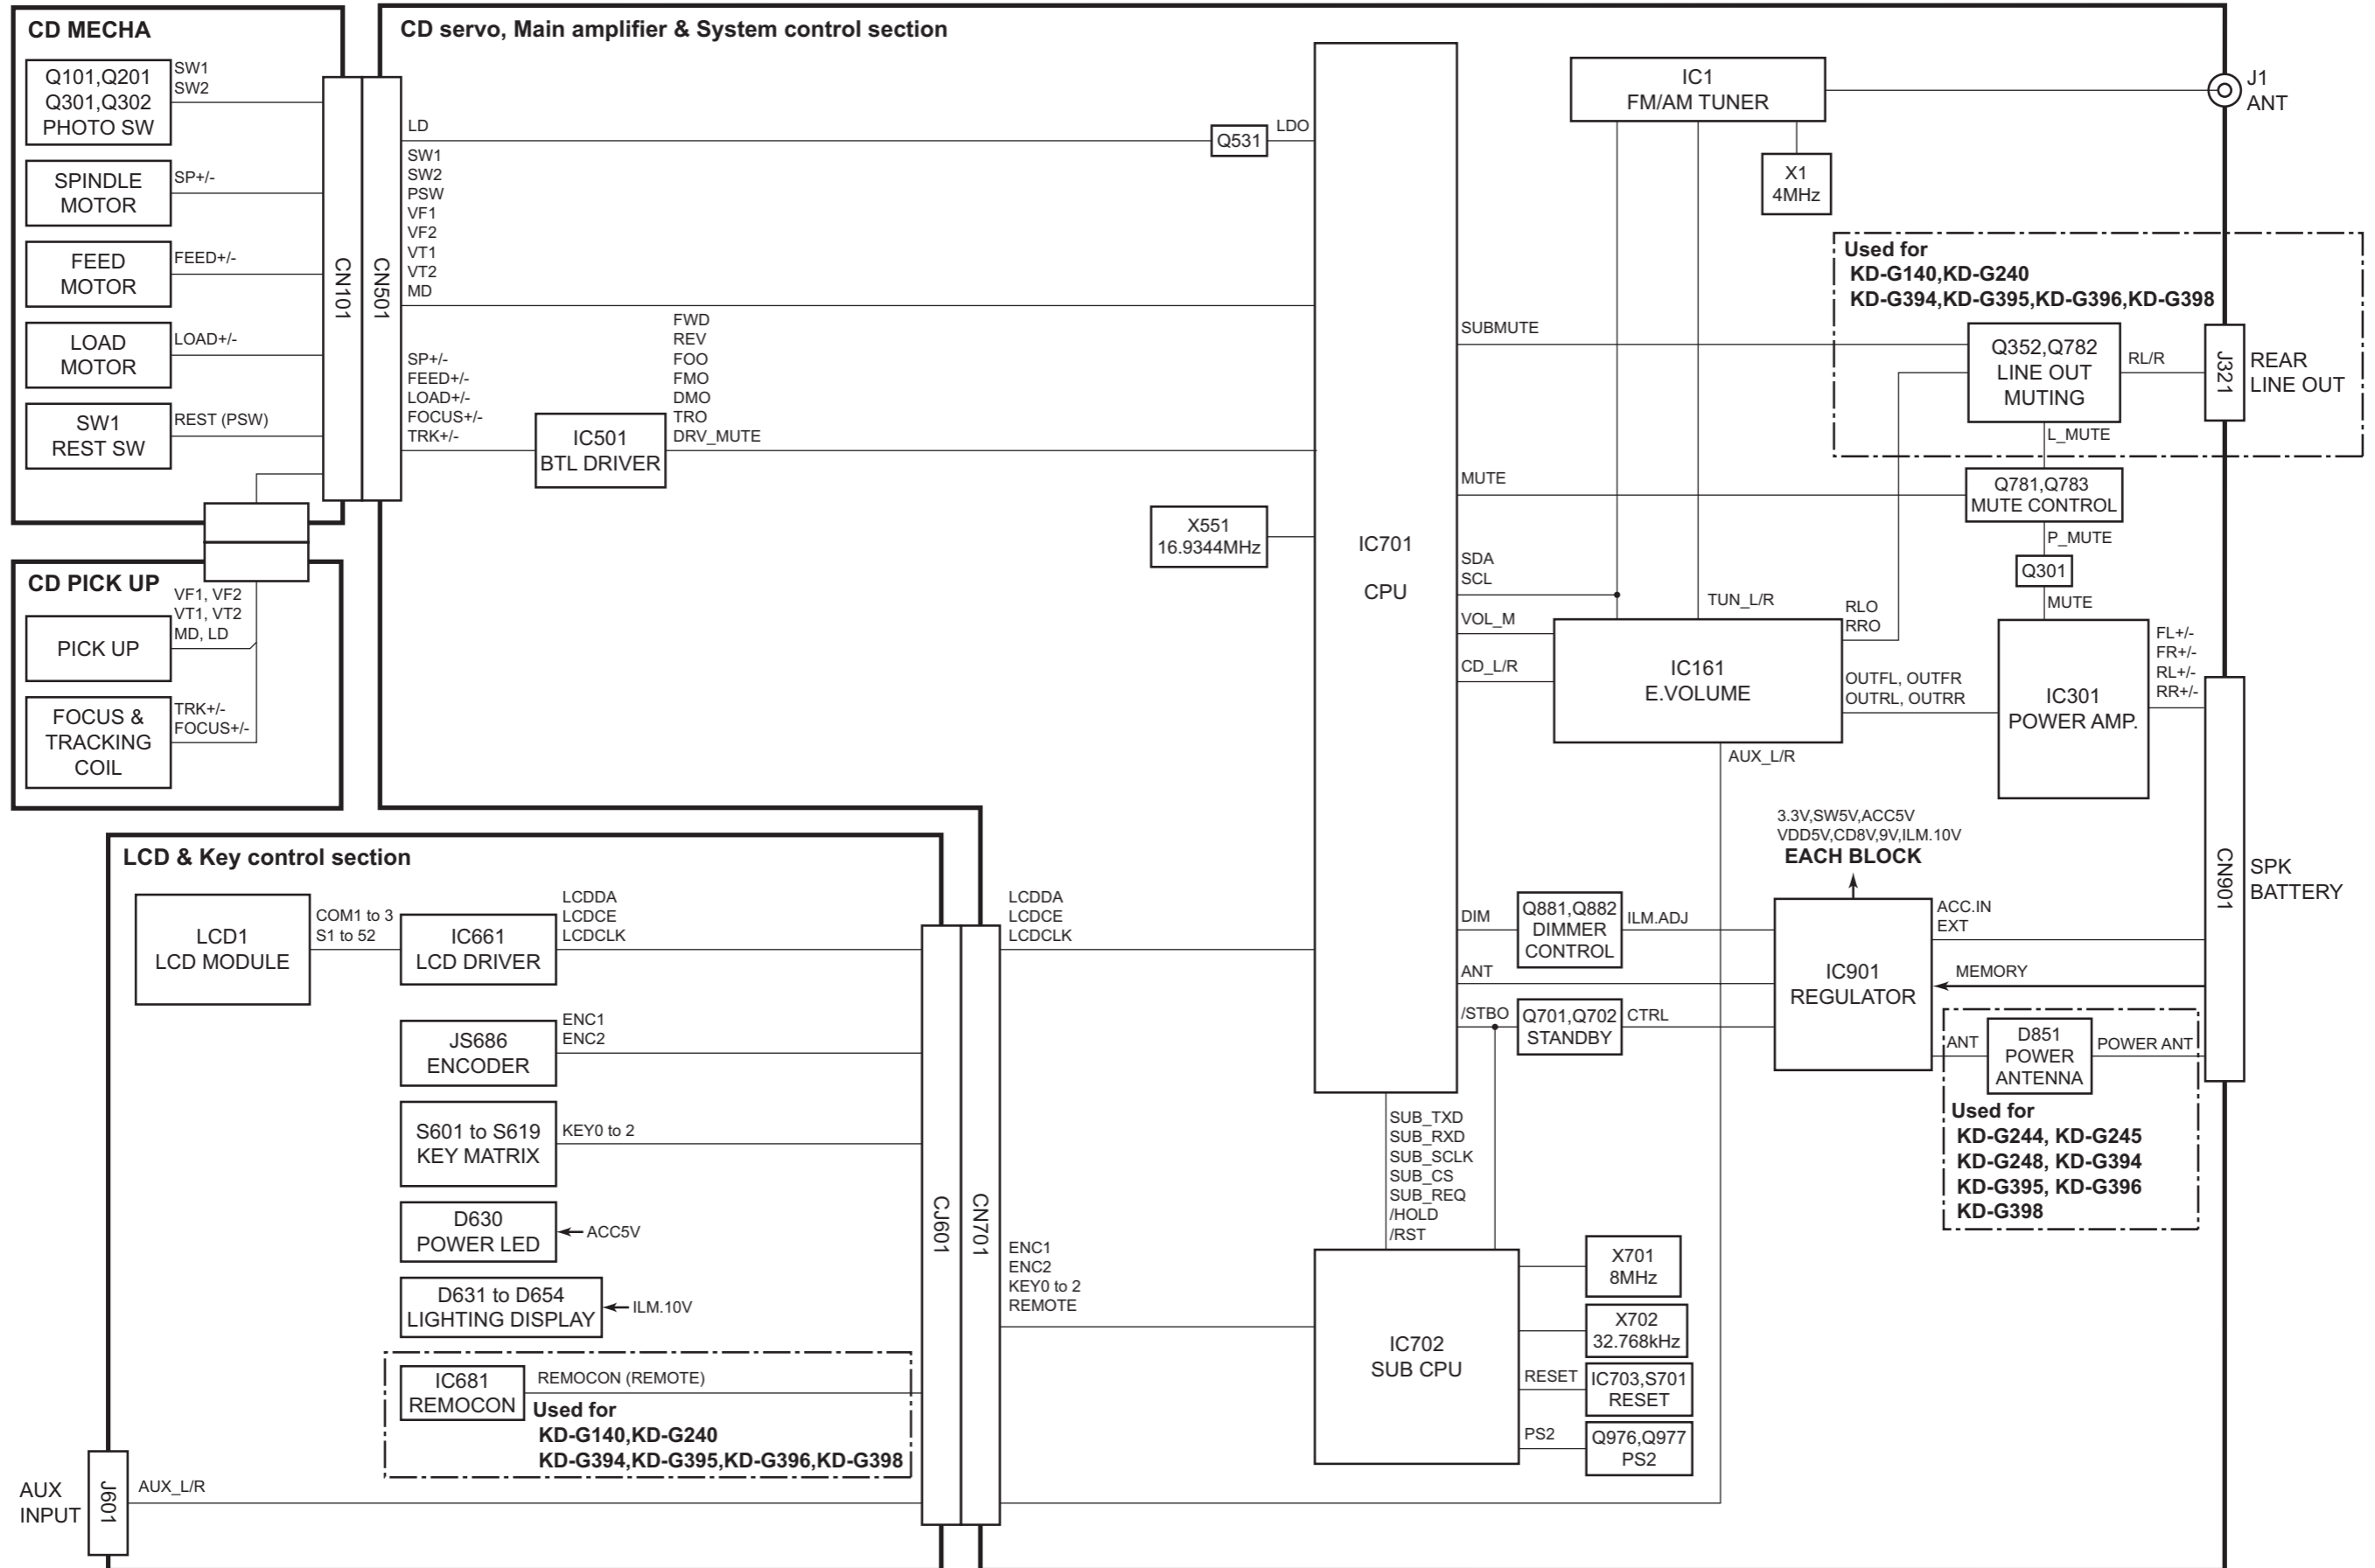 CD MECHA
Q101,Q201
Q301,Q302
PHOTO SW
SW1
SW2
SPINDLE
MOTOR
SP+/-
FEED
MOTOR
FEED+/-
LOAD
MOTOR
LOAD+/-
SW1
REST SW
REST (PSW)
CN101
CN501
CD PICK UP
PICK UP
VF1, VF2
VT1, VT2
MD, LD
FOCUS &
TRACKING
COIL
TRK+/-
FOCUS+/-
CD servo, Main amplifier & System control section
LD
Q531
LDO
SW1
SW2
PSW
VF1
VF2
VT1
VT2
MD
SP+/-
FEED+/-
LOAD+/-
FOCUS+/-
TRK+/-
IC501
BTL DRIVER
FWD
REV
FOO
FMO
DMO
TRO
DRV_MUTE
X551
16.9344MHz
IC701
CPU
IC1
FM/AM TUNER
X1
4MHz
J1
ANT
Used for
KD-G140,KD-G240
KD-G394,KD-G395,KD-G396,KD-G398
SUBMUTE
Q352,Q782
LINE OUT
MUTING
RL/R
J321
REAR
LINE OUT
L_MUTE
MUTE
Q781,Q783
MUTE CONTROL
P_MUTE
Q301
MUTE
SDA
SCL
TUN_L/R
VOL_M
CD_L/R
IC161
E.VOLUME
RLO
RRO
OUTFL, OUTFR
OUTRL, OUTRR
IC301
POWER AMP.
FL+/-
FR+/-
RL+/-
RR+/-
AUX_L/R
3.3V,SW5V,ACC5V
VDD5V,CD8V,9V,ILM.10V
EACH BLOCK
CN901
SPK
BATTERY
DIM
Q881,Q882
DIMMER
CONTROL
ILM.ADJ
ANT
/STBO
Q701,Q702
STANDBY
CTRL
IC901
REGULATOR
ACC.IN
EXT
MEMORY
ANT
D851
POWER
ANTENNA
POWER ANT
Used for
KD-G244, KD-G245
KD-G248, KD-G394
KD-G395, KD-G396
KD-G398
SUB_TXD
SUB_RXD
SUB_SCLK
SUB_CS
SUB_REQ
/HOLD
/RST
IC702
SUB CPU
X701
8MHz
X702
32.768kHz
RESET
IC703,S701
RESET
PS2
Q976,Q977
PS2
LCD & Key control section
LCD1
LCD MODULE
COM1 to 3
S1 to 52
IC661
LCD DRIVER
LCDDA
LCDCE
LCDCLK
LCDDA
LCDCE
LCDCLK
JS686
ENCODER
ENC1
ENC2
S601 to S619
KEY MATRIX
KEY0 to 2
D630
POWER LED
ACC5V
D631 to D654
LIGHTING DISPLAY
ILM.10V
CJ601
CN701
ENC1
ENC2
KEY0 to 2
REMOTE
IC681
REMOCON
REMOCON (REMOTE)
Used for
KD-G140,KD-G240
KD-G394,KD-G395,KD-G396,KD-G398
AUX
INPUT
J601
AUX_L/R